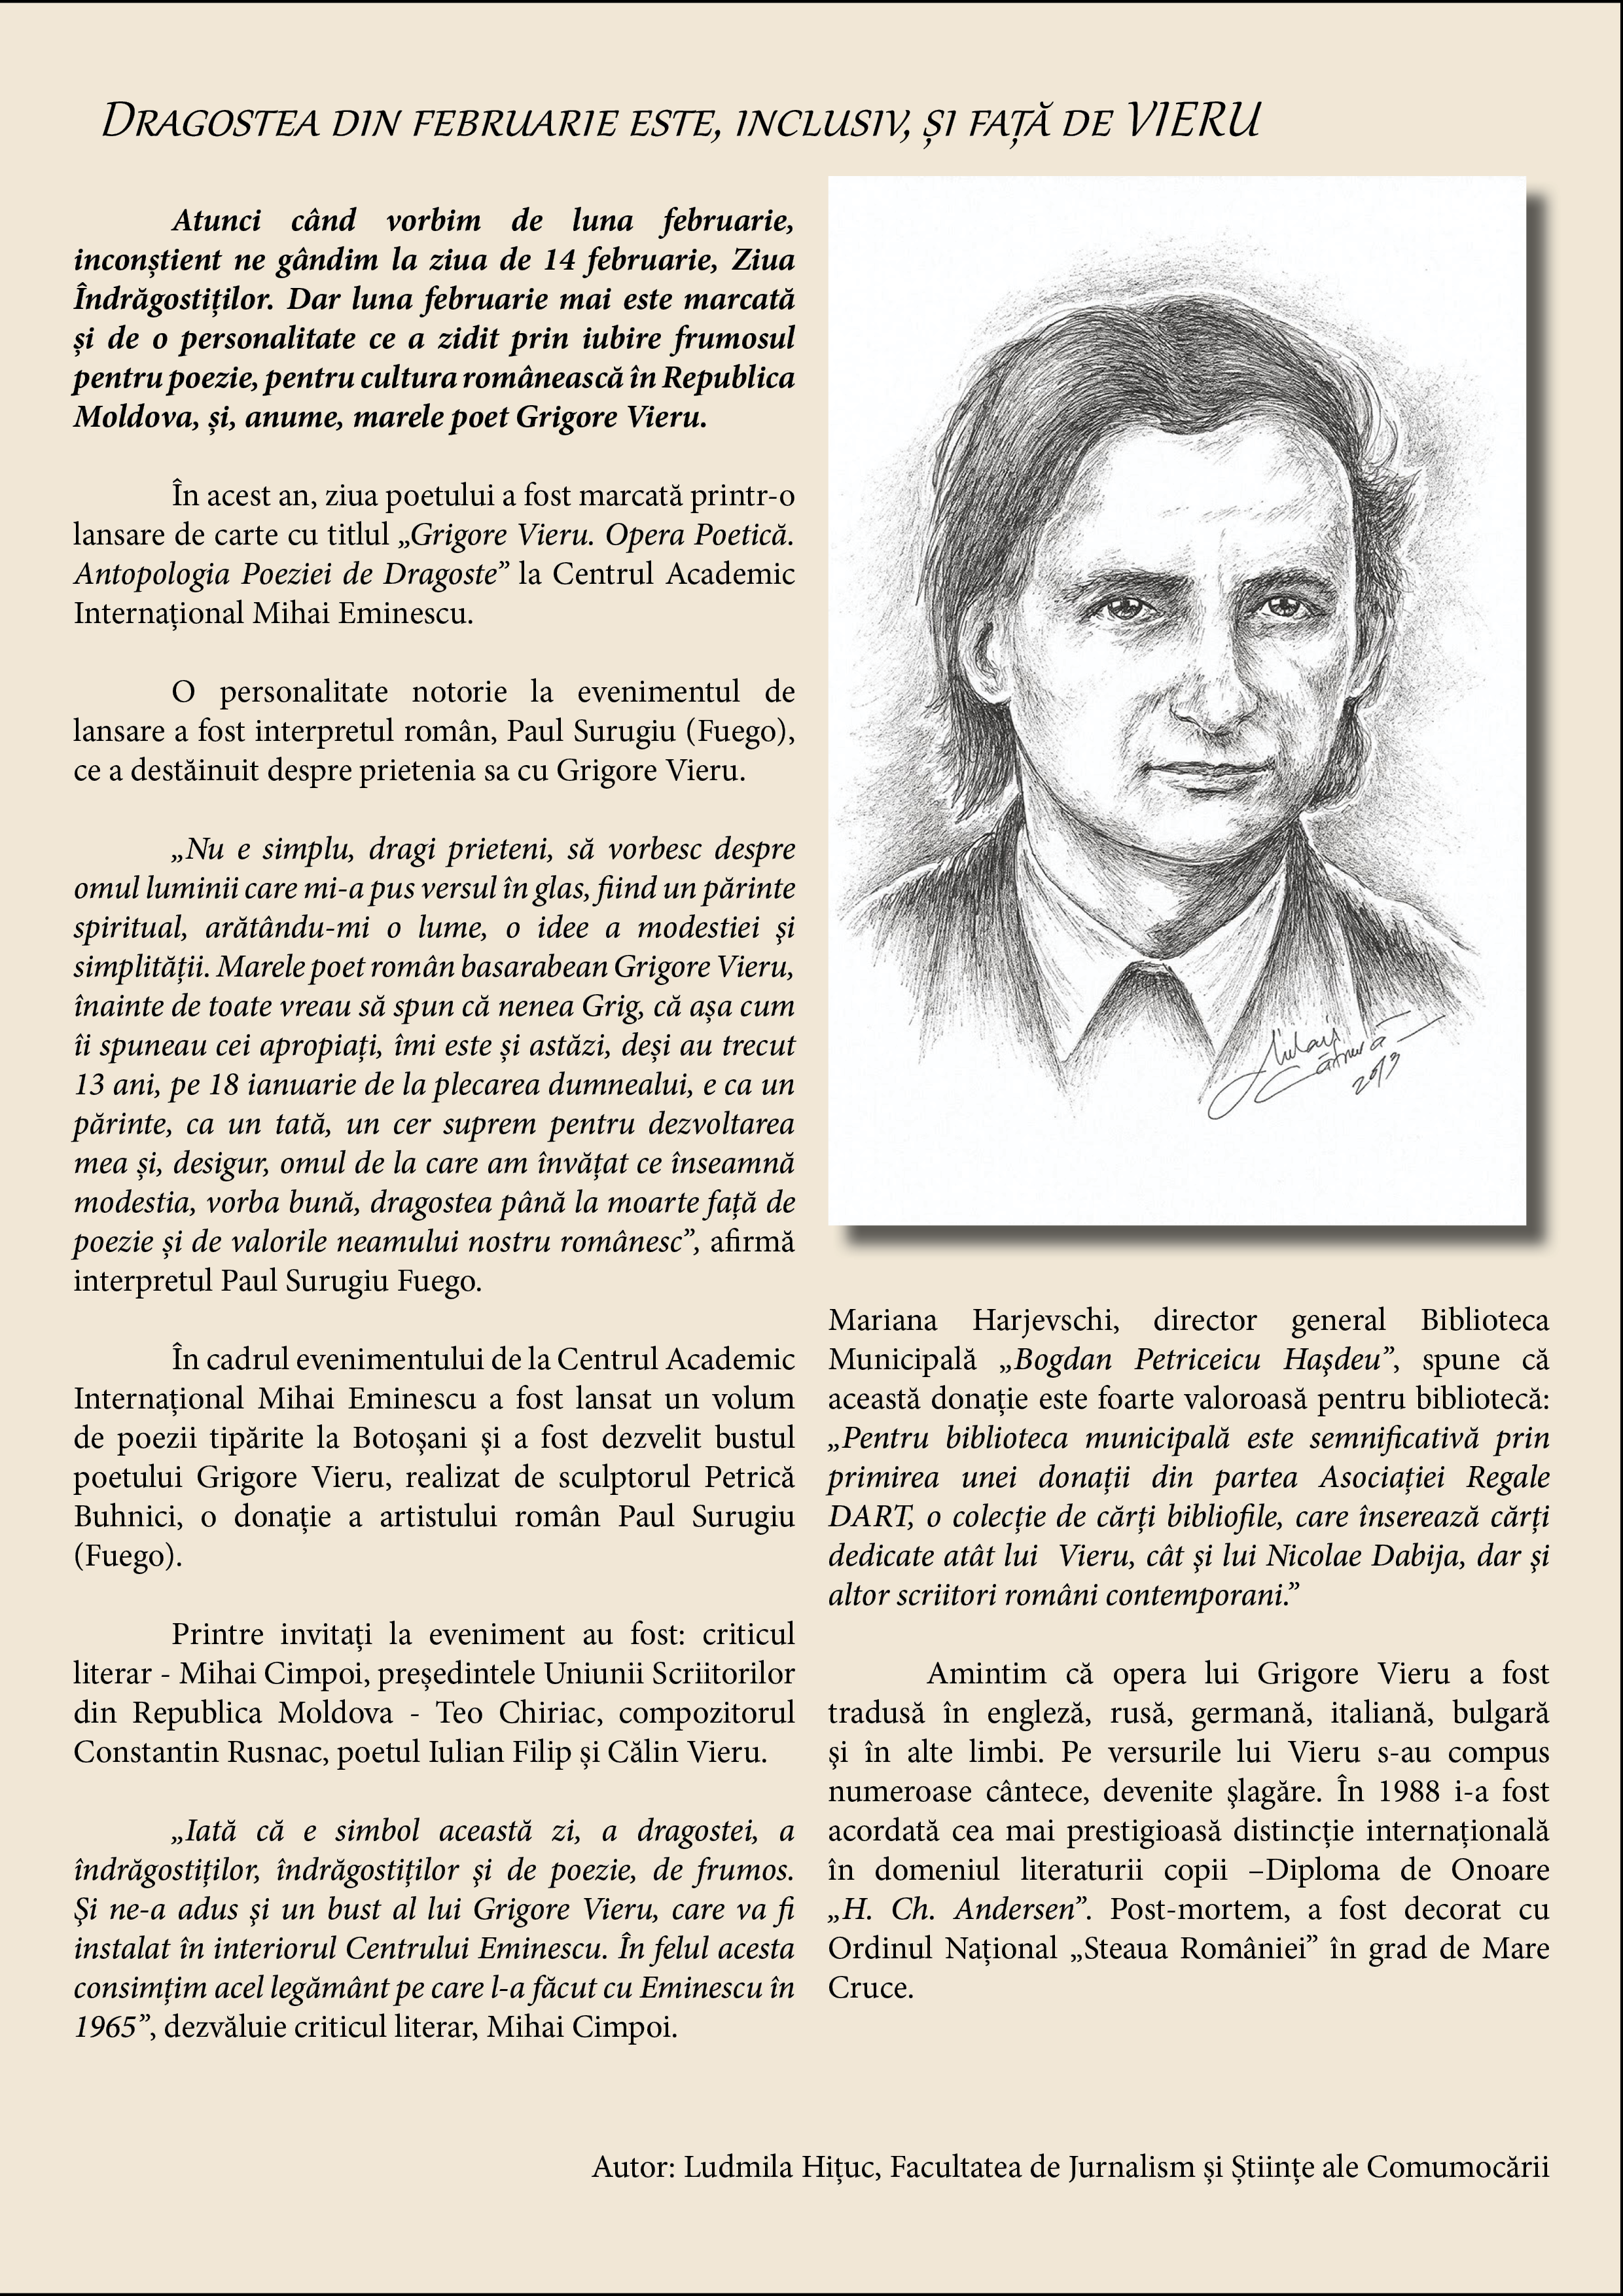 Dragostea din februarie este, inclusiv, și față de VIERU
Atunci când vorbim de luna februarie,
inconștient ne gândim la ziua de 14 februarie, Ziua
Îndrăgostiților. Dar luna februarie mai este marcată
și de o personalitate ce a zidit prin iubire frumosul
pentru poezie, pentru cultura românească în Republica
Moldova, și, anume, marele poet Grigore Vieru.
În acest an, ziua poetului a fost marcată printr-o
lansare de carte cu titlul „Grigore Vieru. Opera Poetică.
Antopologia Poeziei de Dragoste” la Centrul Academic
Internațional Mihai Eminescu.
O personalitate notorie la evenimentul de
lansare a fost interpretul român, Paul Surugiu (Fuego),
ce a destăinuit despre prietenia sa cu Grigore Vieru.
„Nu e simplu, dragi prieteni, să vorbesc despre
omul luminii care mi-a pus versul în glas, fiind un părinte
spiritual, arătându-mi o lume, o idee a modestiei şi
simplității. Marele poet român basarabean Grigore Vieru,
înainte de toate vreau să spun că nenea Grig, că așa cum
îi spuneau cei apropiați, îmi este și astăzi, deși au trecut
13 ani, pe 18 ianuarie de la plecarea dumnealui, e ca un
părinte, ca un tată, un cer suprem pentru dezvoltarea
mea și, desigur, omul de la care am învățat ce înseamnă
modestia, vorba bună, dragostea până la moarte față de
poezie și de valorile neamului nostru românesc”, afirmă
interpretul Paul Surugiu Fuego.
În cadrul evenimentului de la Centrul Academic
Internațional Mihai Eminescu a fost lansat un volum
de poezii tipărite la Botoşani şi a fost dezvelit bustul
poetului Grigore Vieru, realizat de sculptorul Petrică
Buhnici, o donație a artistului român Paul Surugiu
(Fuego).
Printre invitați la eveniment au fost: criticul
literar - Mihai Cimpoi, președintele Uniunii Scriitorilor
din Republica Moldova - Teo Chiriac, compozitorul
Constantin Rusnac, poetul Iulian Filip și Călin Vieru.
„Iată că e simbol această zi, a dragostei, a
îndrăgostiților, îndrăgostiților şi de poezie, de frumos.
Şi ne-a adus şi un bust al lui Grigore Vieru, care va fi
instalat în interiorul Centrului Eminescu. În felul acesta
consimțim acel legământ pe care l-a făcut cu Eminescu în
1965”, dezvăluie criticul literar, Mihai Cimpoi.
2013
Mariana Harjevschi, director general Biblioteca
Municipală „Bogdan Petriceicu Haşdeu”, spune că
această donație este foarte valoroasă pentru bibliotecă:
„Pentru biblioteca municipală este semnificativă prin
primirea unei donații din partea Asociației Regale
DART, o colecție de cărți bibliofile, care înserează cărți
dedicate atât lui  Vieru, cât şi lui Nicolae Dabija, dar şi
altor scriitori români contemporani.”
Amintim că opera lui Grigore Vieru a fost
tradusă în engleză, rusă, germană, italiană, bulgară
şi în alte limbi. Pe versurile lui Vieru s-au compus
numeroase cântece, devenite şlagăre. În 1988 i-a fost
acordată cea mai prestigioasă distincție internațională
în domeniul literaturii copii –Diploma de Onoare
„H. Ch. Andersen”. Post-mortem, a fost decorat cu
Ordinul Național „Steaua României” în grad de Mare
Cruce.
Autor: Ludmila Hițuc, Facultatea de Jurnalism și Științe ale Comumocării